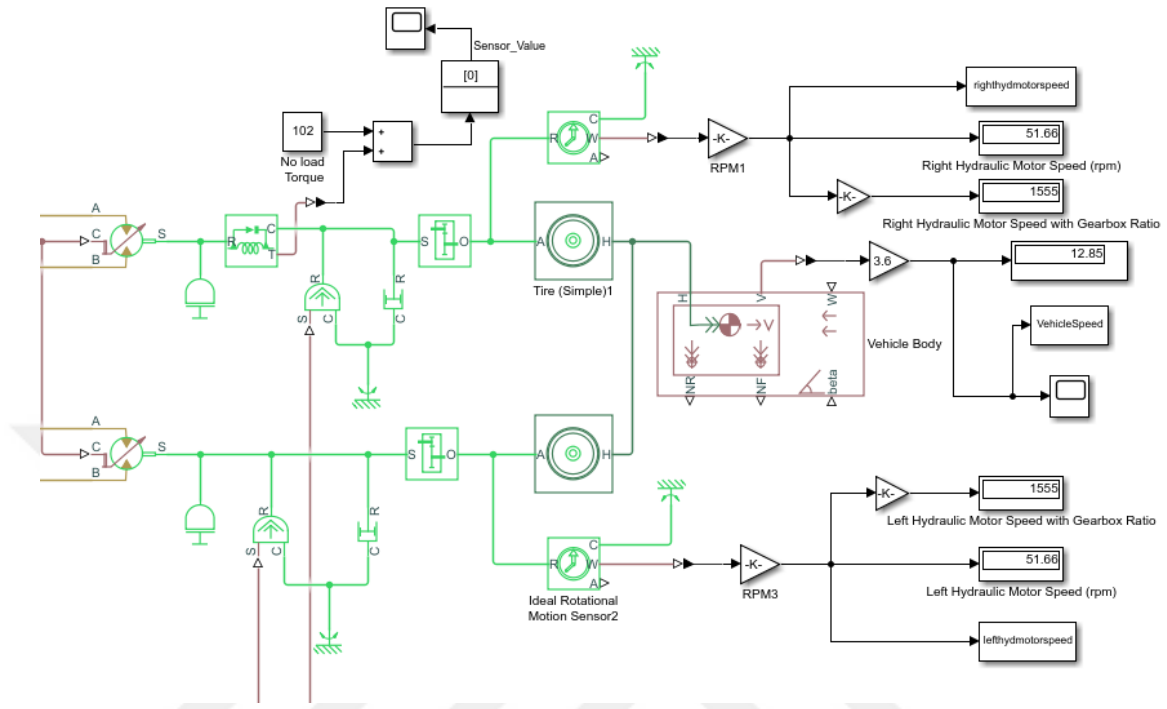 Sensor_Value
[0]
102
+
+
No load
Torque
C
R
W
A
-K-
RPM1
righthydmotorspeed
51.66
Right Hydraulic Motor Speed (rpm)
-K-
1555
Right Hydraulic Motor Speed with Gearbox Ratio
A
C
B
S
R
C
T
S
O
A
H
Tire (Simple)1
R
S
C
R
C
3.6
12.85
H
V
W
V
NR
NF
beta
Vehicle Body
VehicleSpeed
A
C
B
S
S
O
A
H
R
S
C
R
C
C
R
W
A
Ideal Rotational
Motion Sensor2
-K-
RPM3
-K-
1555
Left Hydraulic Motor Speed with Gearbox Ratio
51.66
Left Hydraulic Motor Speed (rpm)
lefthydmotorspeed